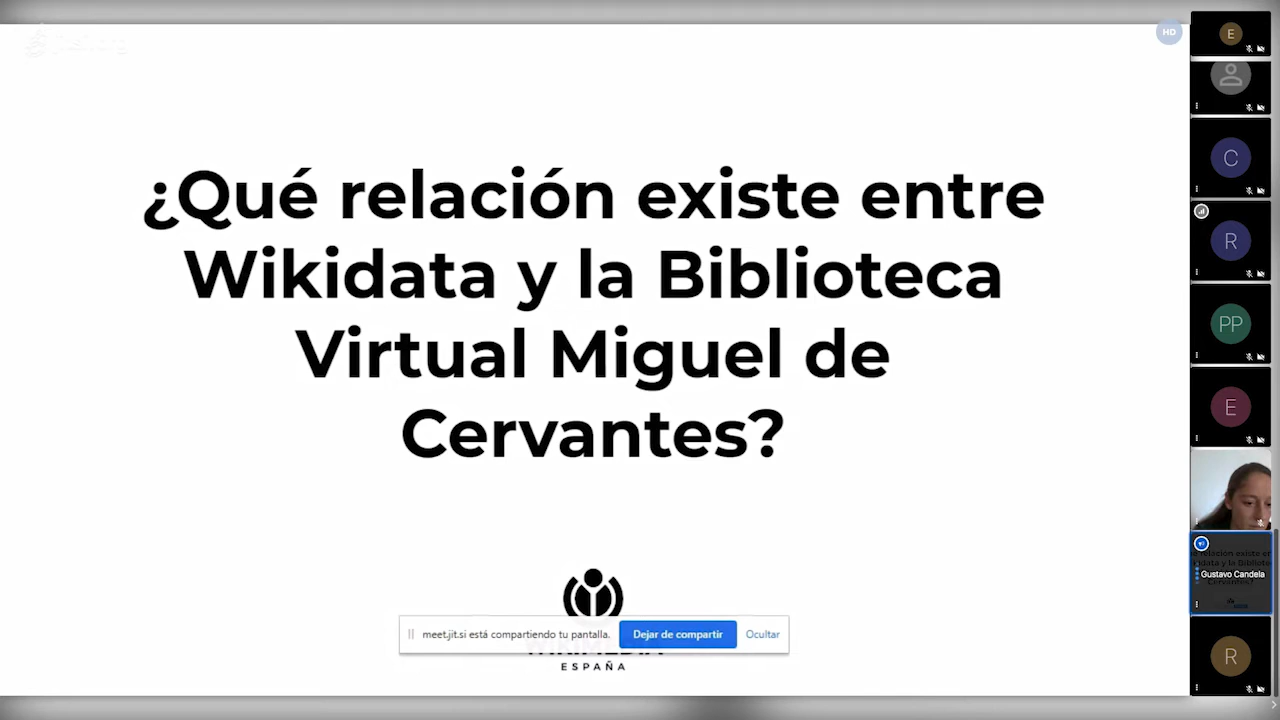 HD
¿Qué relación existe entre
Wikidata y la Biblioteca
Virtual Miguel de
Cervantes?
meet.jit.si está compartiendo tu pantalla.
Dejar de compartir
Ocultar
ESPAÑA
E
C
R
PP
E
Gustavo Candela
R